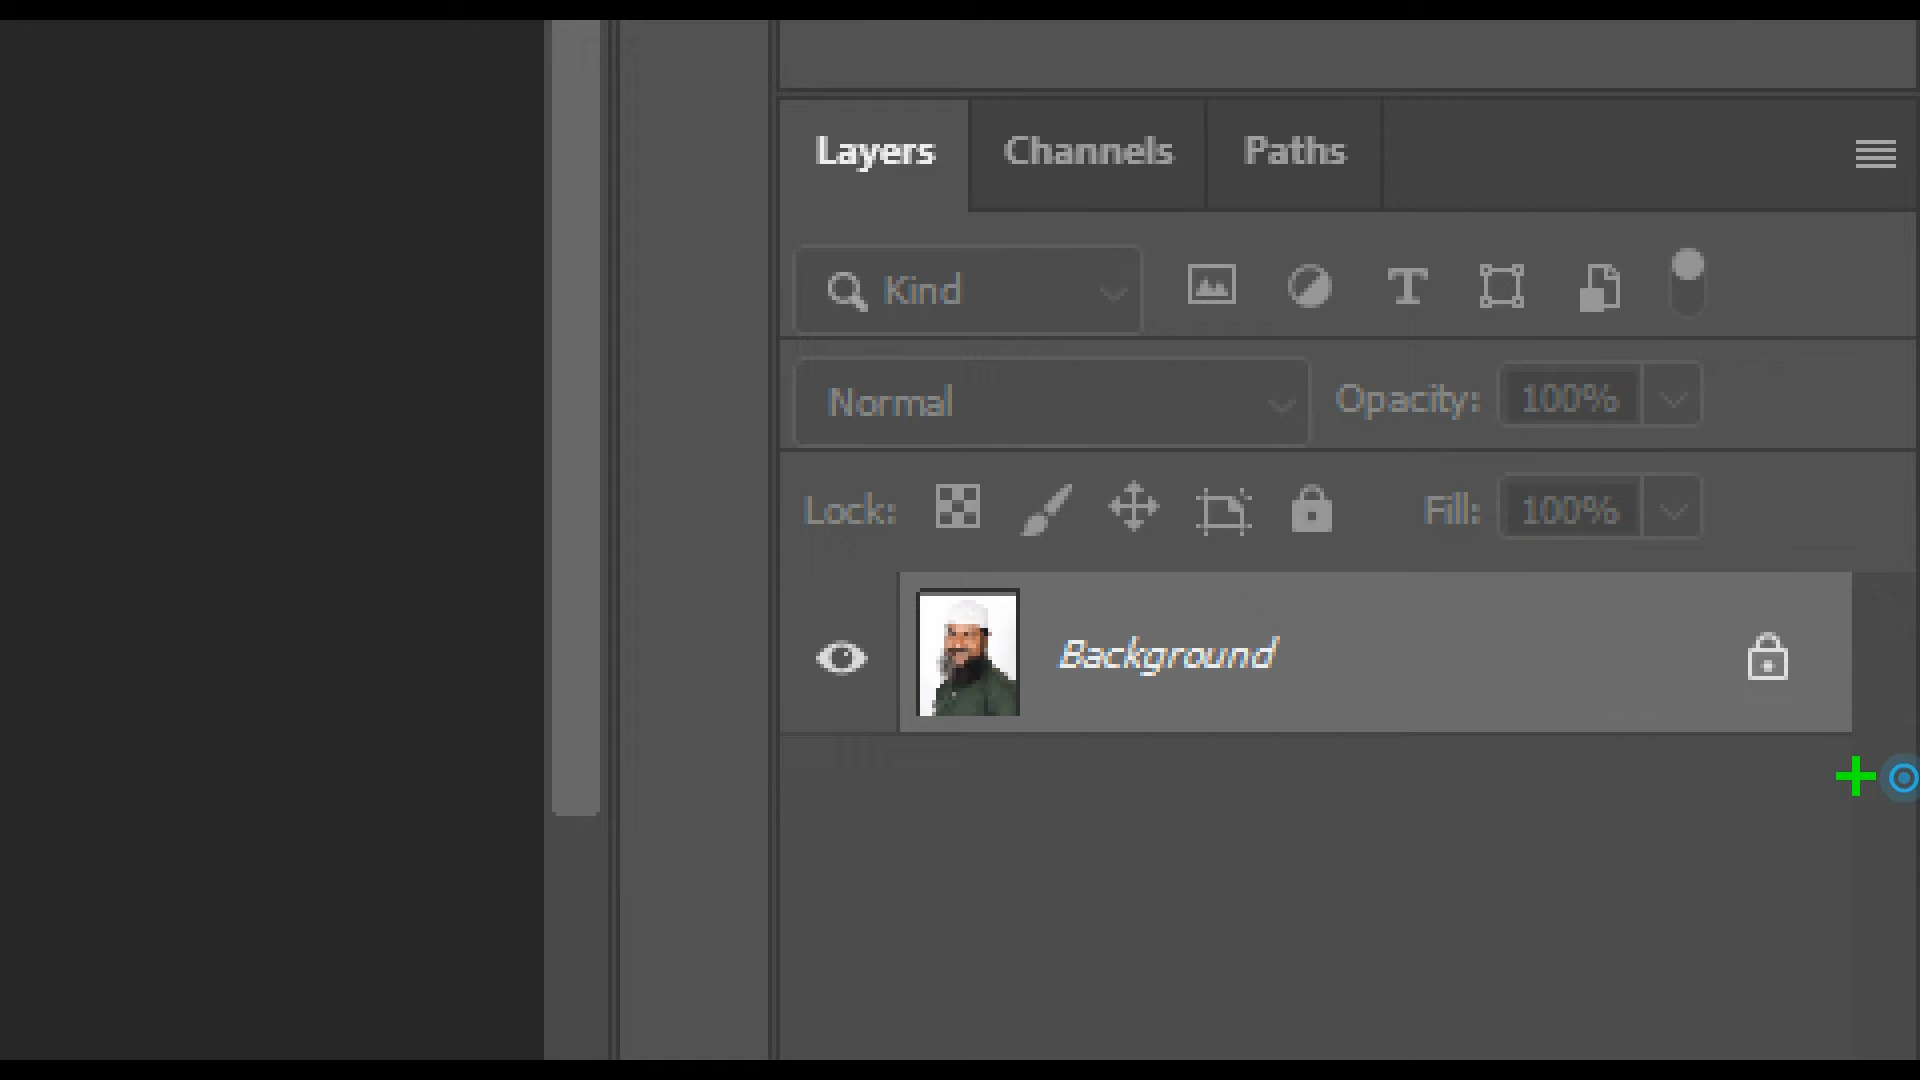 Layers Channels Paths
Kind
Normal Opacity: 100%
Lock: Fill: 100%
Background